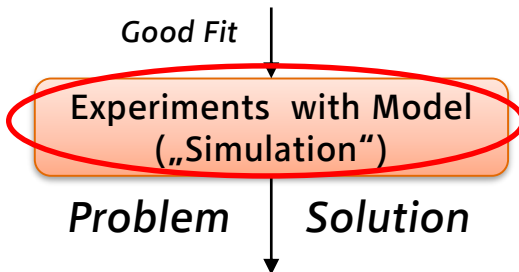 Good Fit
Experiments with Model
(„Simulation“)
Problem Solution